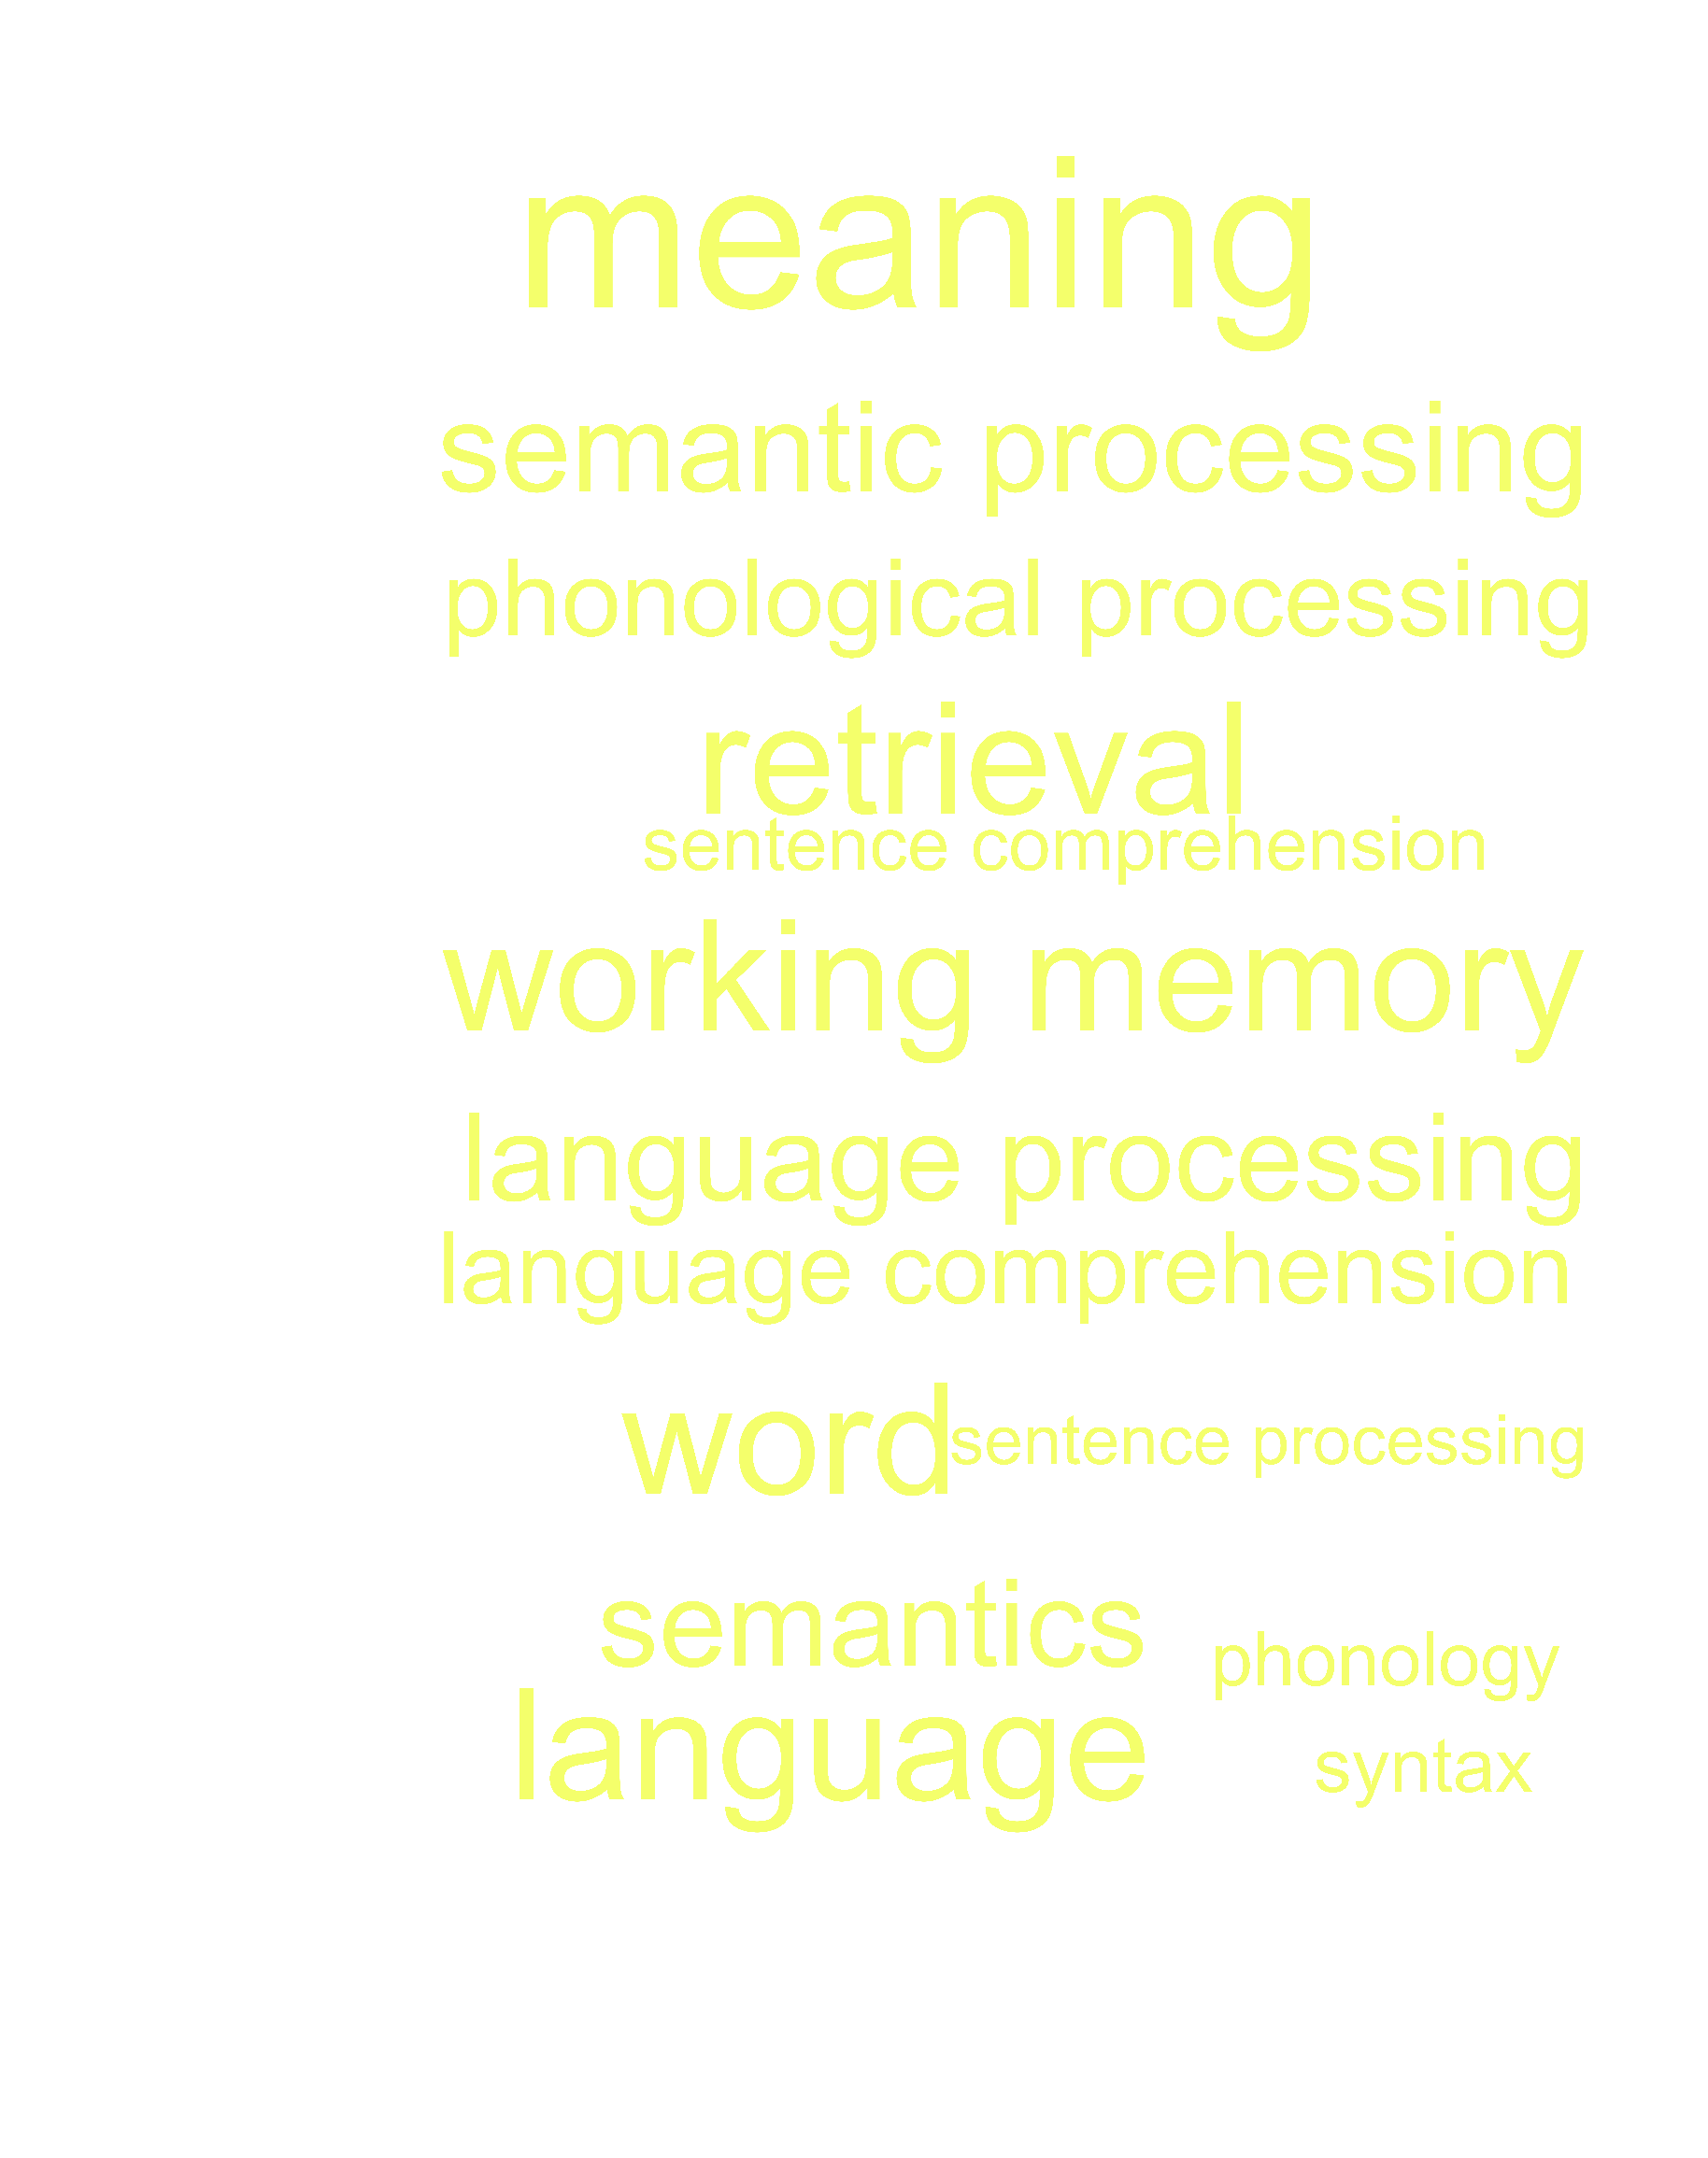 meaning
semantic processing
phonological processing
retrieval
sentence comprehension
working memory
language processing
language comprehension
word
sentence processing
semantics
phonology
language
syntax